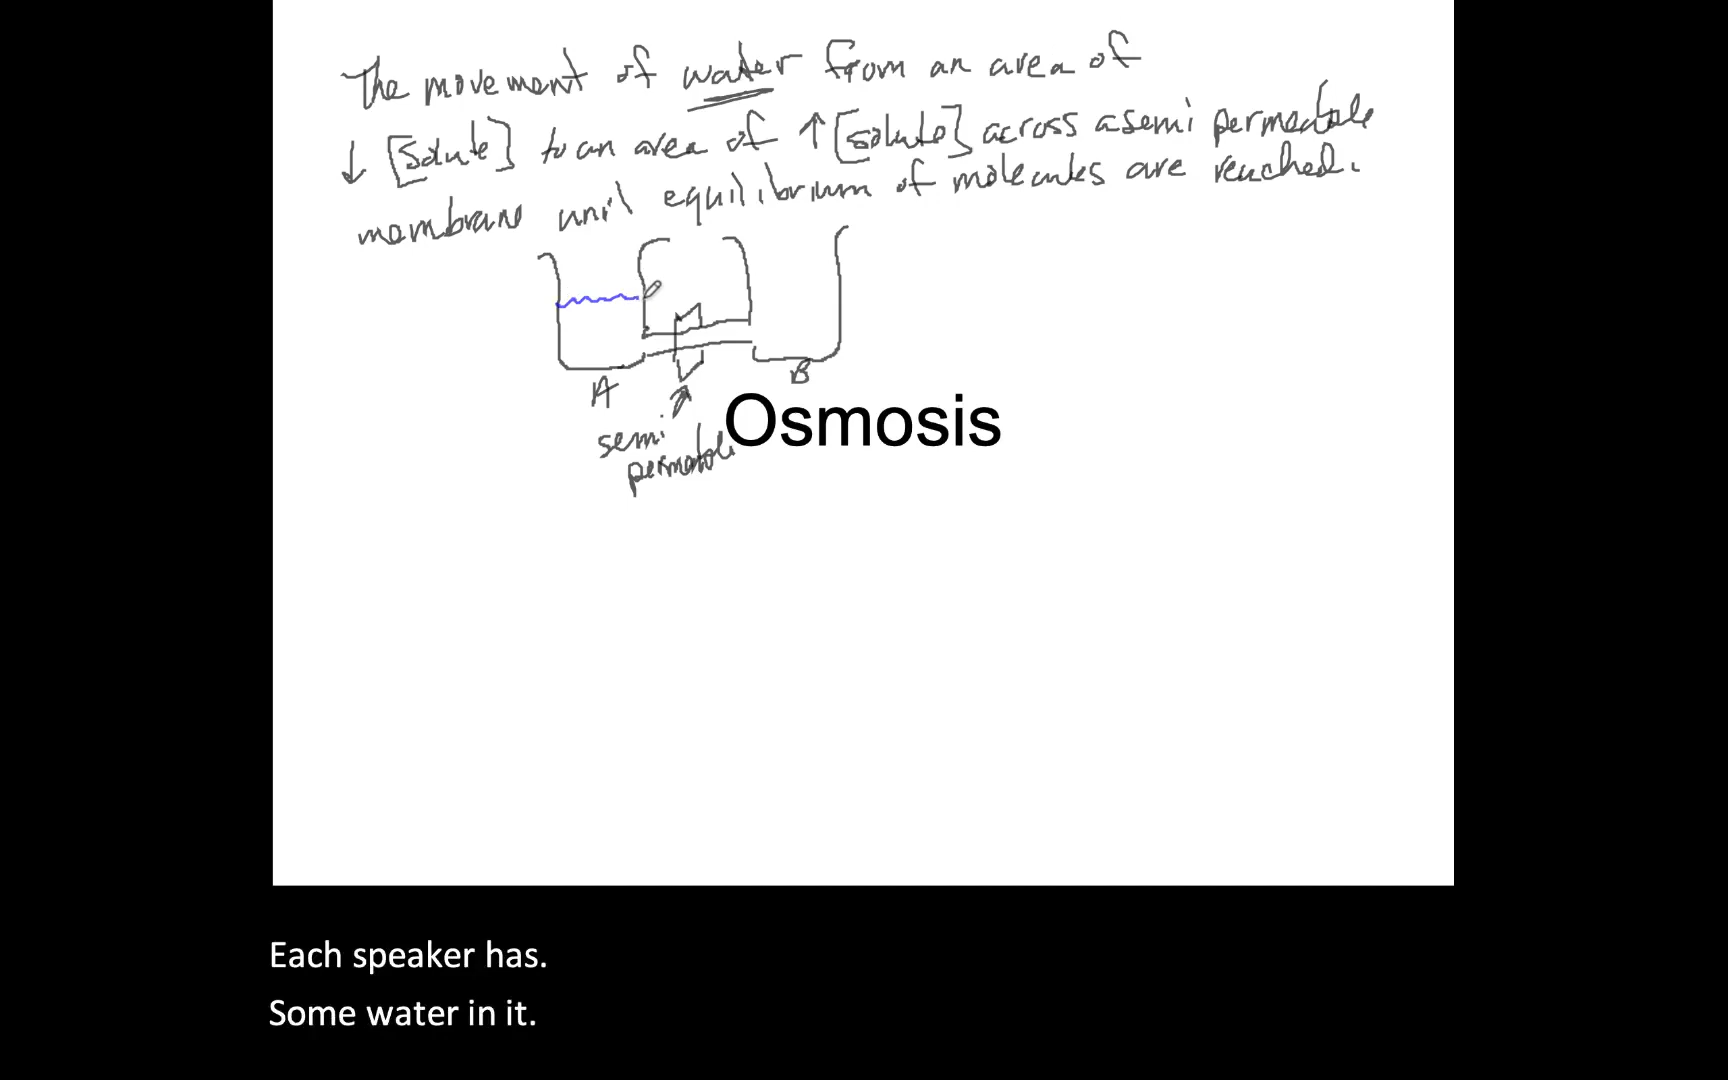 The movement of water from an area of
↓ [solute] to an area of ↑ [solute] across a semi permeable
membrane unil equilibrium of molecules are reached.
A
B
semi
permeable
Osmosis
Each speaker has.
Some water in it.